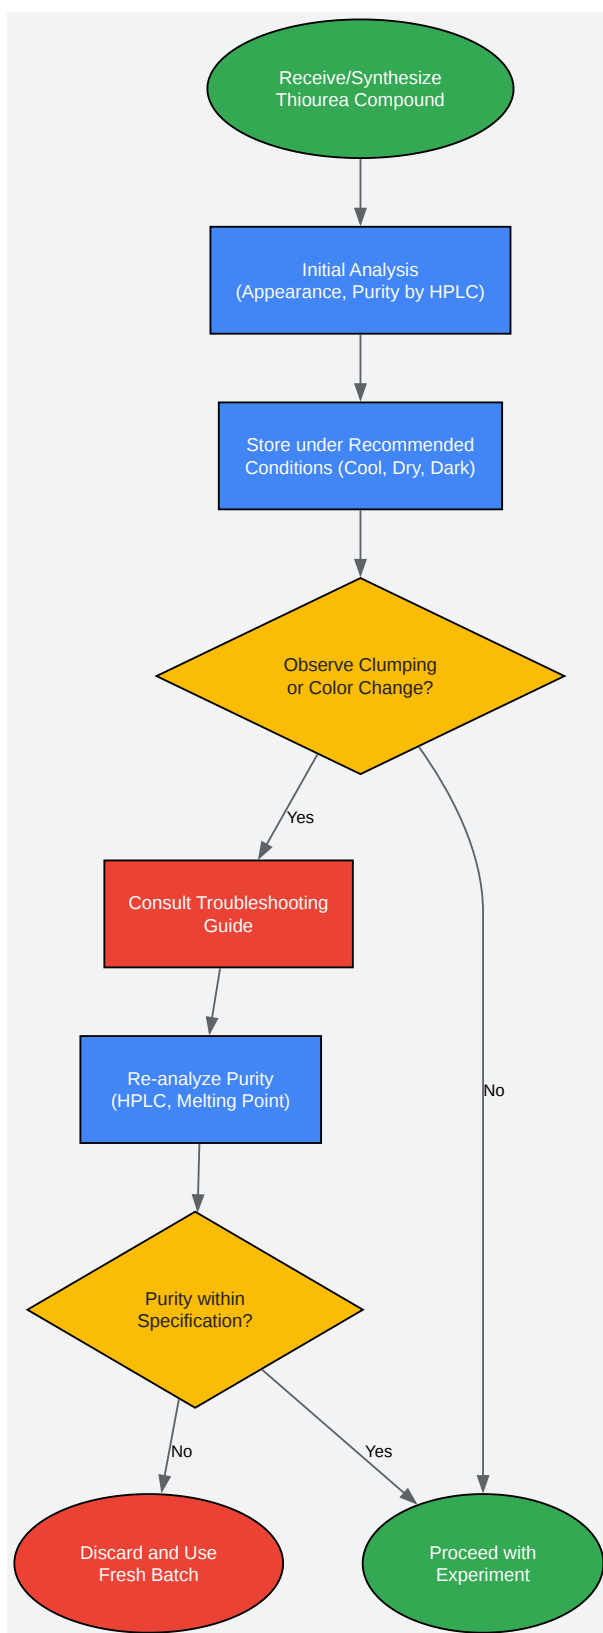 Receive/Synthesize
Thiourea Compound
Initial Analysis
(Appearance, Purity by HPLC)
Store under Recommended
Conditions (Cool, Dry, Dark)
Observe Clumping
or Color Change?
Yes
Consult Troubleshooting
Guide
Re-analyze Purity
(HPLC, Melting Point)
No
Purity within
Specification?
No
Yes
Discard and Use
Fresh Batch
Proceed with
Experiment